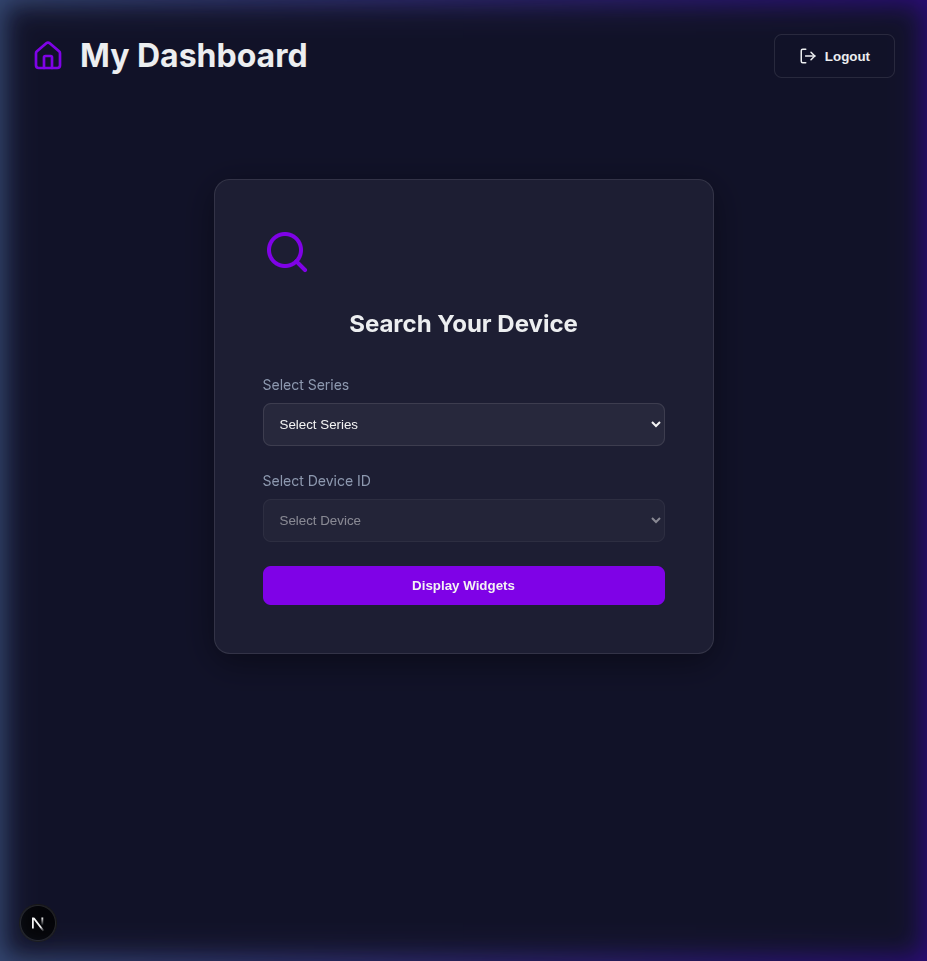 My Dashboard
Logout
Search Your Device
Select Series
Select Series
Select Device ID
Select Device
Display Widgets
N